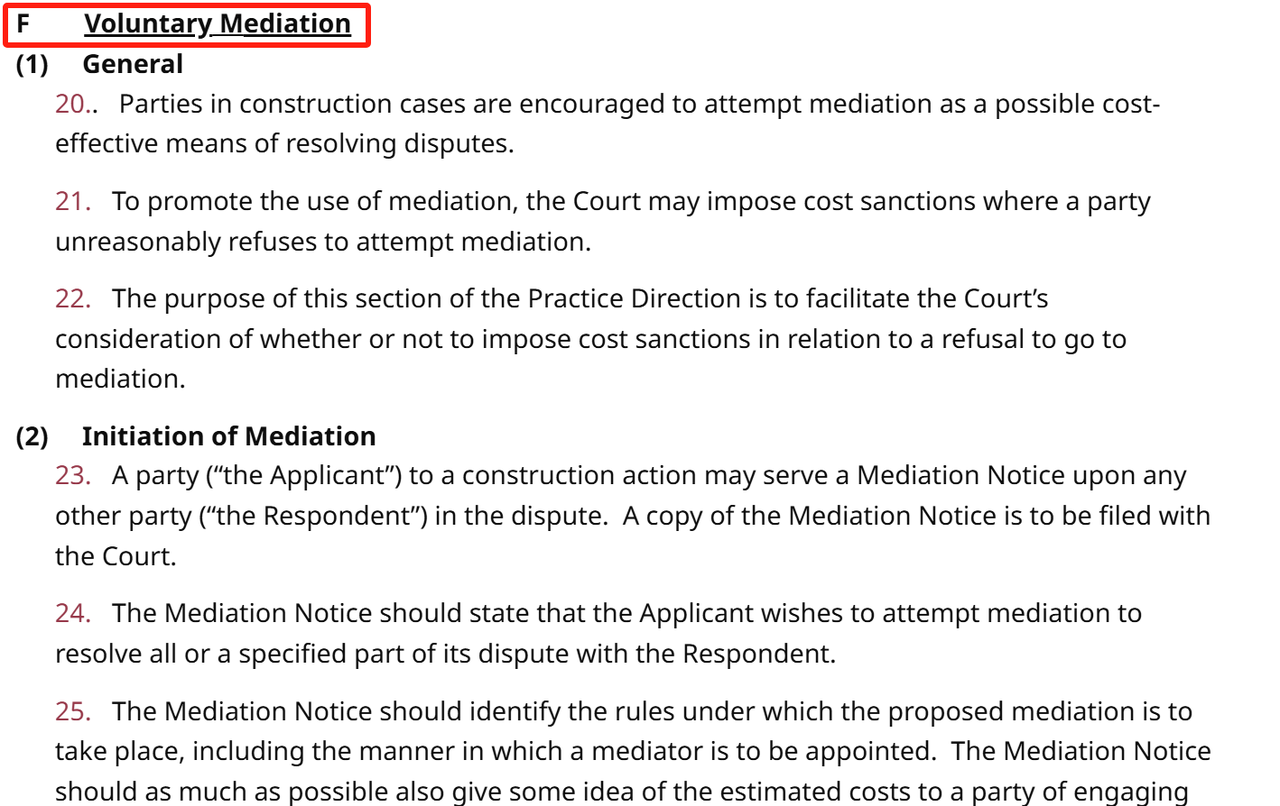 F Voluntary Mediation
(1) General
20.. Parties in construction cases are encouraged to attempt mediation as a possible cost-
effective means of resolving disputes.
21. To promote the use of mediation, the Court may impose cost sanctions where a party
unreasonably refuses to attempt mediation.
22. The purpose of this section of the Practice Direction is to facilitate the Court’s
consideration of whether or not to impose cost sanctions in relation to a refusal to go to
mediation.
(2) Initiation of Mediation
23. A party (“the Applicant”) to a construction action may serve a Mediation Notice upon any
other party (“the Respondent”) in the dispute. A copy of the Mediation Notice is to be filed with
the Court.
24. The Mediation Notice should state that the Applicant wishes to attempt mediation to
resolve all or a specified part of its dispute with the Respondent.
25. The Mediation Notice should identify the rules under which the proposed mediation is to
take place, including the manner in which a mediator is to be appointed. The Mediation Notice
should as much as possible also give some idea of the estimated costs to a party of engaging